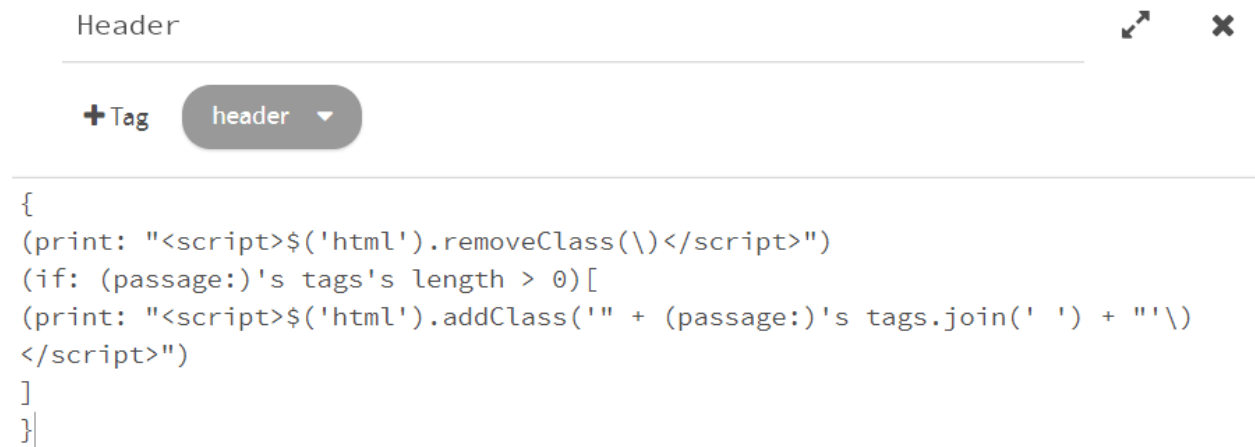 Header
+Tag header
{
(print: "<script>$('html').removeClass(\)</script>")
(if: (passage:)'s tags's length > 0)[
(print: "<script>$('html').addClass('" + (passage:)'s tags.join(' ') + "'\)
</script>")
]
}